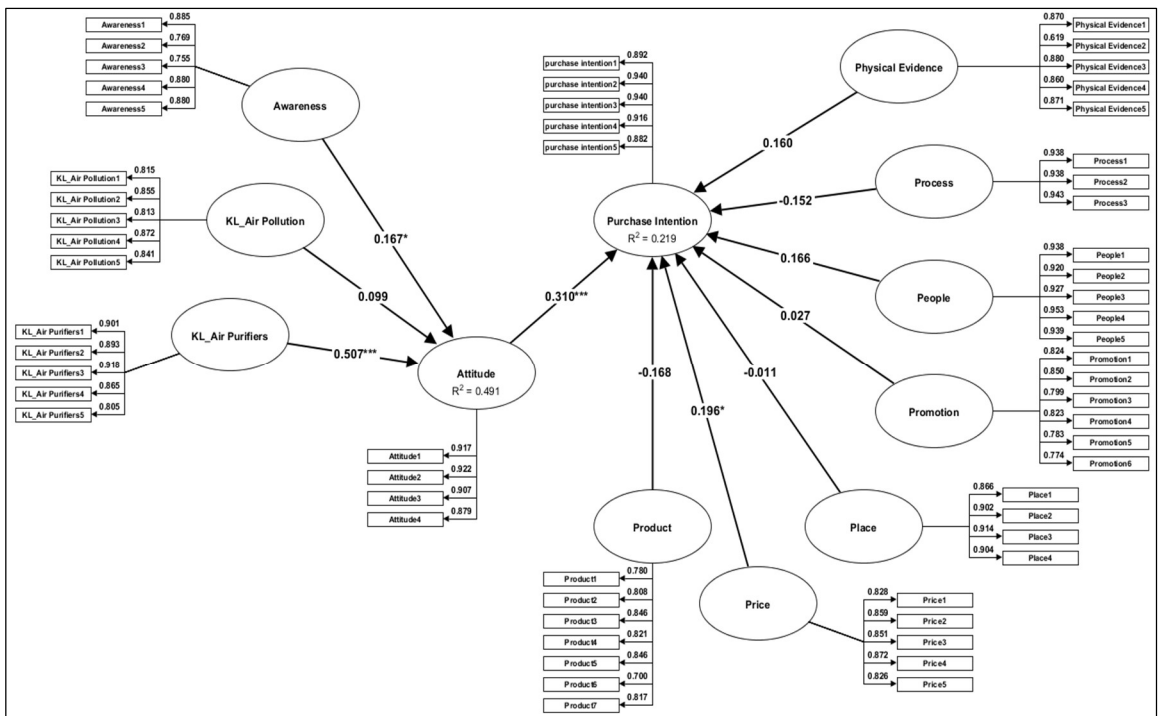 0.885
Awareness1
0.769
Awareness2
0.755
Awareness3
0.880
Awareness4
0.880
Awareness5
Awareness
0.815
KL_Air Pollution1
0.855
KL_Air Pollution2
0.813
KL_Air Pollution3
0.872
KL_Air Pollution4
0.841
KL_Air Pollution5
KL_Air Pollution
0.901
KL_Air Purifiers1
0.893
KL_Air Purifiers2
0.918
KL_Air Purifiers3
0.865
KL_Air Purifiers4
0.805
KL_Air Purifiers5
KL_Air Purifiers
0.167*
0.099
0.507***
Attitude
R² = 0.491
0.917
Attitude1
0.922
Attitude2
0.907
Attitude3
0.879
Attitude4
0.310***
0.892
purchase intention1
0.940
purchase intention2
0.940
purchase intention3
0.916
purchase intention4
0.882
purchase intention5
Purchase Intention
R² = 0.219
0.160
-0.152
0.166
0.027
-0.011
0.196*
-0.168
Physical Evidence
0.870
Physical Evidence1
0.619
Physical Evidence2
0.880
Physical Evidence3
0.860
Physical Evidence4
0.871
Physical Evidence5
Process
0.938
Process1
0.938
Process2
0.943
Process3
People
0.938
People1
0.920
People2
0.927
People3
0.953
People4
0.939
People5
Promotion
0.824
Promotion1
0.850
Promotion2
0.799
Promotion3
0.823
Promotion4
0.783
Promotion5
0.774
Promotion6
Place
0.866
Place1
0.902
Place2
0.914
Place3
0.904
Place4
Price
0.828
Price1
0.859
Price2
0.851
Price3
0.872
Price4
0.826
Price5
Product
0.780
Product1
0.808
Product2
0.846
Product3
0.821
Product4
0.846
Product5
0.700
Product6
0.817
Product7